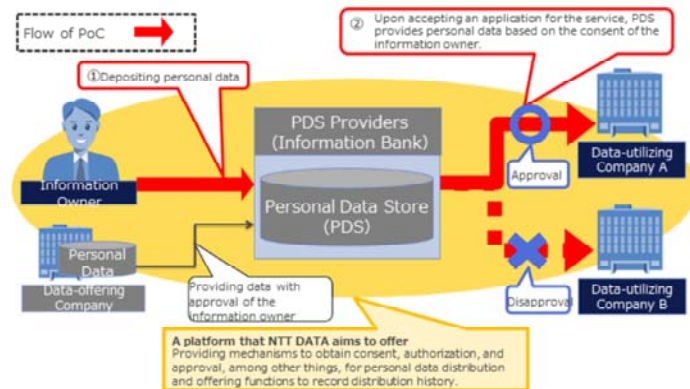 Flow of PoC
② Upon accepting an application for the service, PDS
provides personal data based on the consent of the
information owner.
①Depositing personal data
PDS Providers
(Information Bank)
Personal Data Store
(PDS)
Approval
Data-utilizing
Company A
Information
Owner
Personal
Data
Data-offering
Company
Providing data with
approval of the
information owner
Disapproval
Data-utilizing
Company B
A platform that NTT DATA aims to offer
Providing mechanisms to obtain consent, authorization, and
approval, among other things, for personal data distribution
and offering functions to record distribution history.